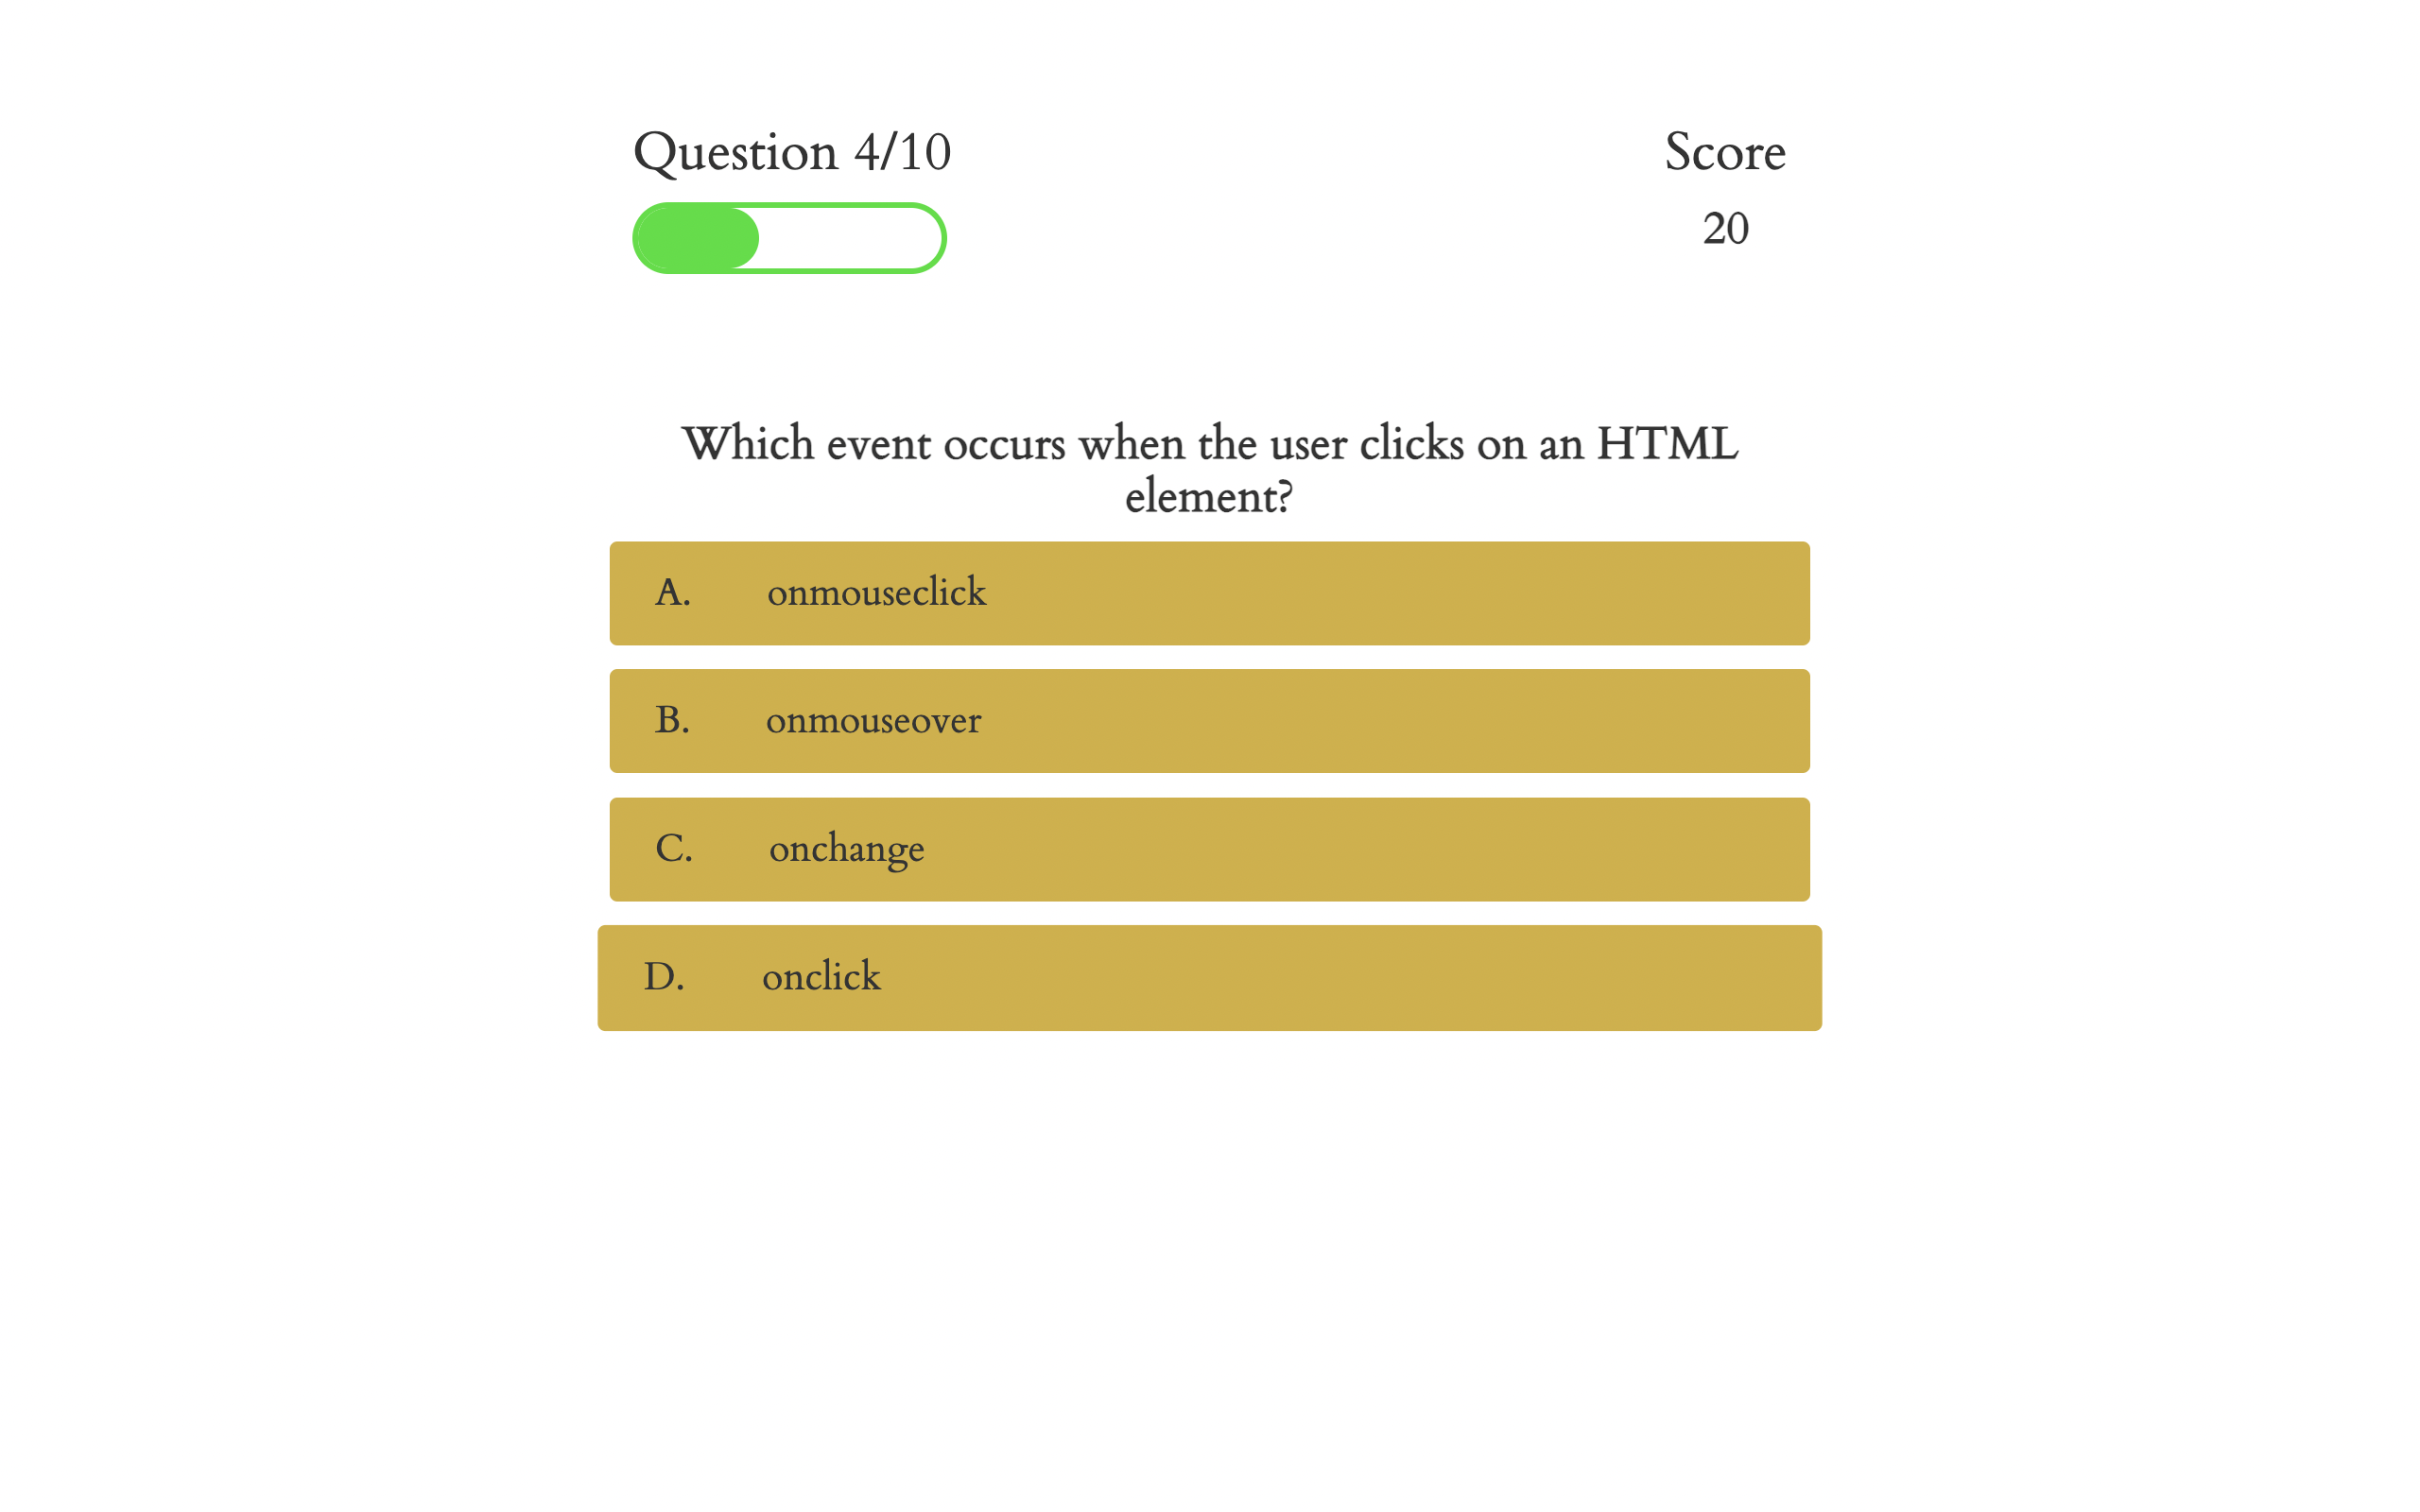 Question 4/10
Score
20
Which event occurs when the user clicks on an HTML
element?
A. onmouseclick
B. onmouseover
C. onchange
D. onclick